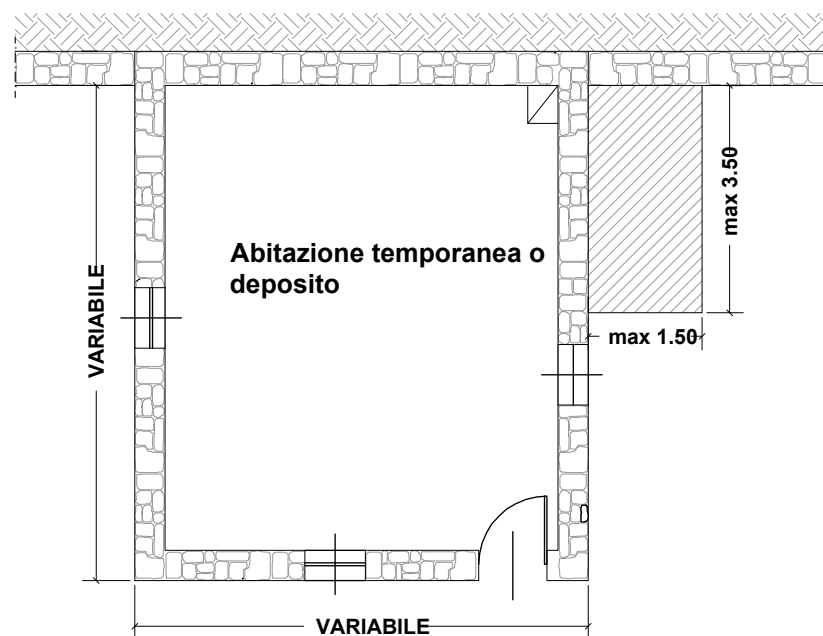 max 3.50
Abitazione temporanea o
deposito
VARIABILE
max 1.50
VARIABILE